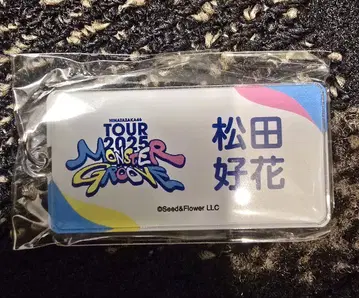 HINATAZAKA46
TOUR
2025
MONSTER
GROOVE
松田
好花
©Seed&Flower LLC